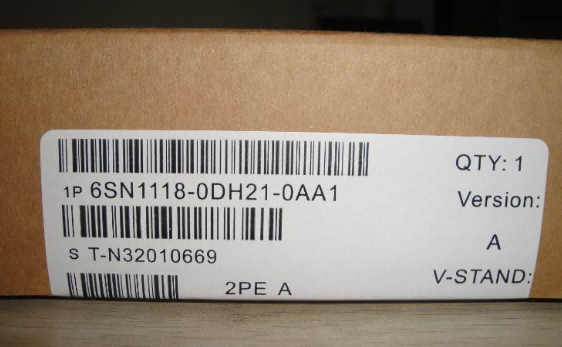 QTY: 1
1P 6SN1118-0DH21-0AA1
Version:
A
S T-N32010669
V-STAND:
2PE A